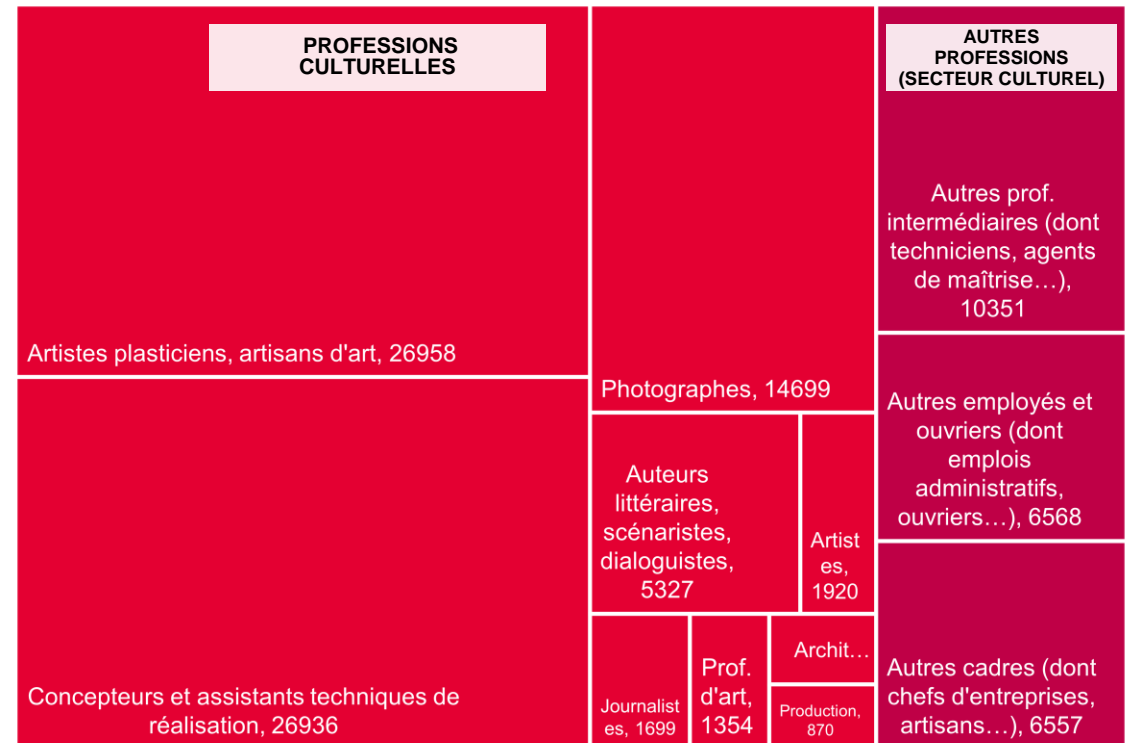 PROFESSIONS
CULTURELLES
Artistes plasticiens, artisans d'art, 26958
Concepteurs et assistants techniques de
réalisation, 26936
Photographes, 14699
Auteurs
littéraires,
scénaristes,
dialoguistes,
5327
Artist
es,
1920
Journalist
es, 1699
Prof.
d'art,
1354
Archit…
Production,
870
AUTRES
PROFESSIONS
(SECTEUR CULTUREL)
Autres prof.
intermédiaires (dont
techniciens, agents
de maîtrise…),
10351
Autres employés et
ouvriers (dont
emplois
administratifs,
ouvriers…), 6568
Autres cadres (dont
chefs d'entreprises,
artisans…), 6557